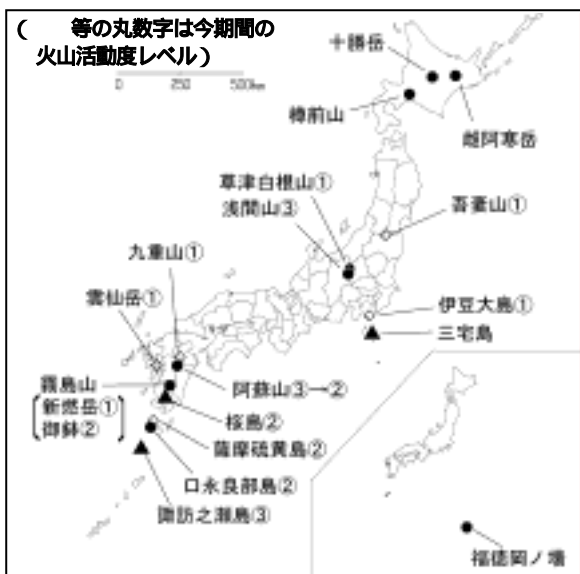 (　　等の丸数字は今期間の
火山活動度レベル)
0 250 500km
十勝岳
樽前山
雌阿寒岳
草津白根山①
浅間山③
吾妻山①
九重山①
雲仙岳①
伊豆大島①
三宅島
霧島山
新燃岳①
御鉢②
阿蘇山③→②
桜島②
薩摩硫黄島②
口永良部島②
諏訪之瀬島③
福徳岡ノ場